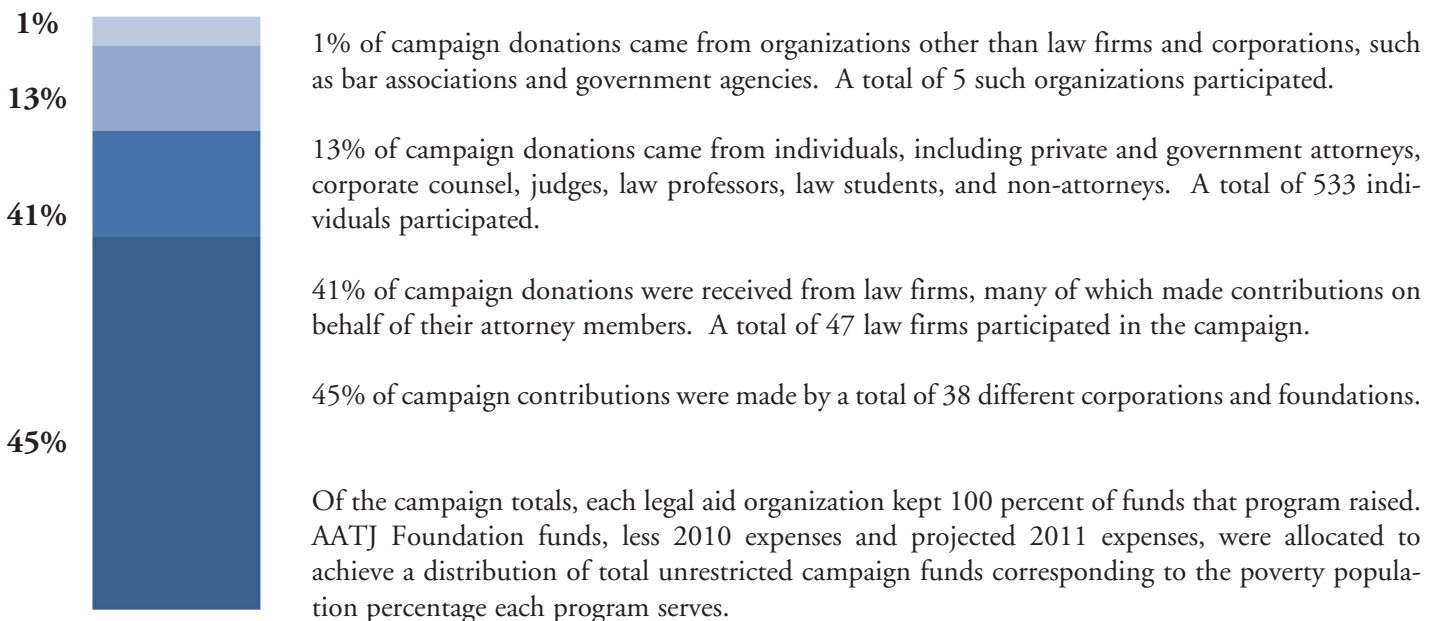 1%
13%
41%
45%
1% of campaign donations came from organizations other than law firms and corporations, such
as bar associations and government agencies.  A total of 5 such organizations participated.
13% of campaign donations came from individuals, including private and government attorneys,
corporate counsel, judges, law professors, law students, and non-attorneys.  A total of 533 indi-
viduals participated.
41% of campaign donations were received from law firms, many of which made contributions on
behalf of their attorney members.  A total of 47 law firms participated in the campaign.
45% of campaign contributions were made by a total of 38 different corporations and foundations.
Of the campaign totals, each legal aid organization kept 100 percent of funds that program raised.
AATJ Foundation funds, less 2010 expenses and projected 2011 expenses, were allocated to
achieve a distribution of total unrestricted campaign funds corresponding to the poverty popula-
tion percentage each program serves.